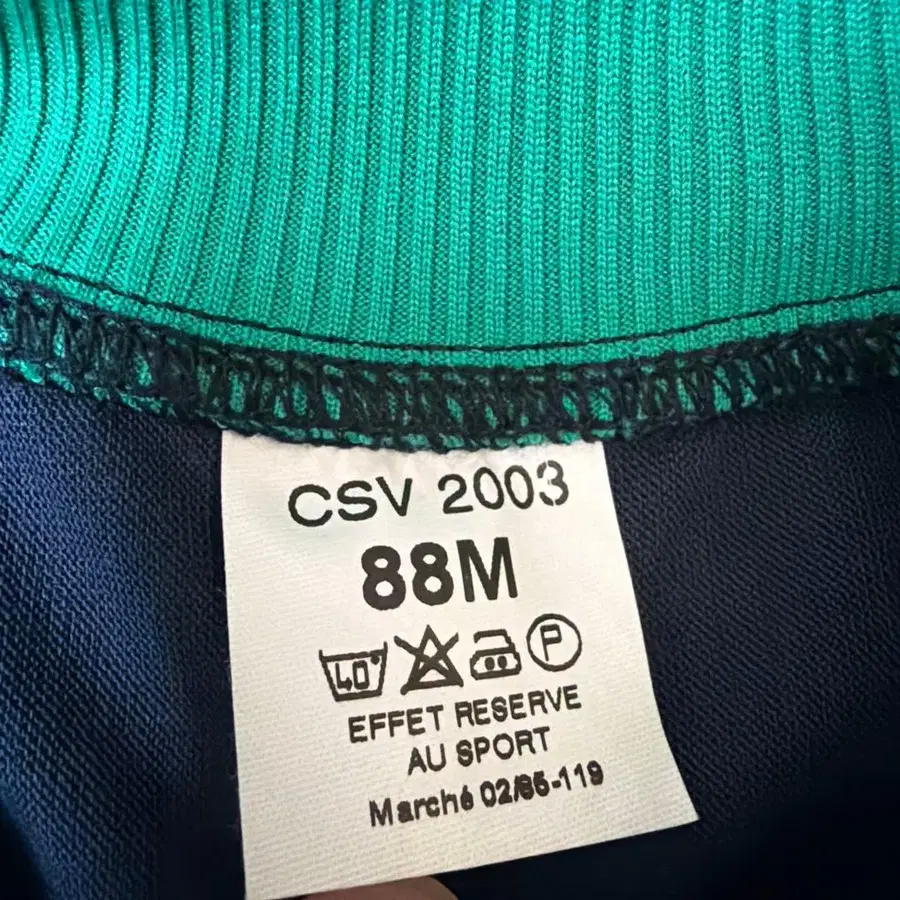 CSV 2003
88M
40° P
EFFET RESERVE
AU SPORT
Marché 02/85-119